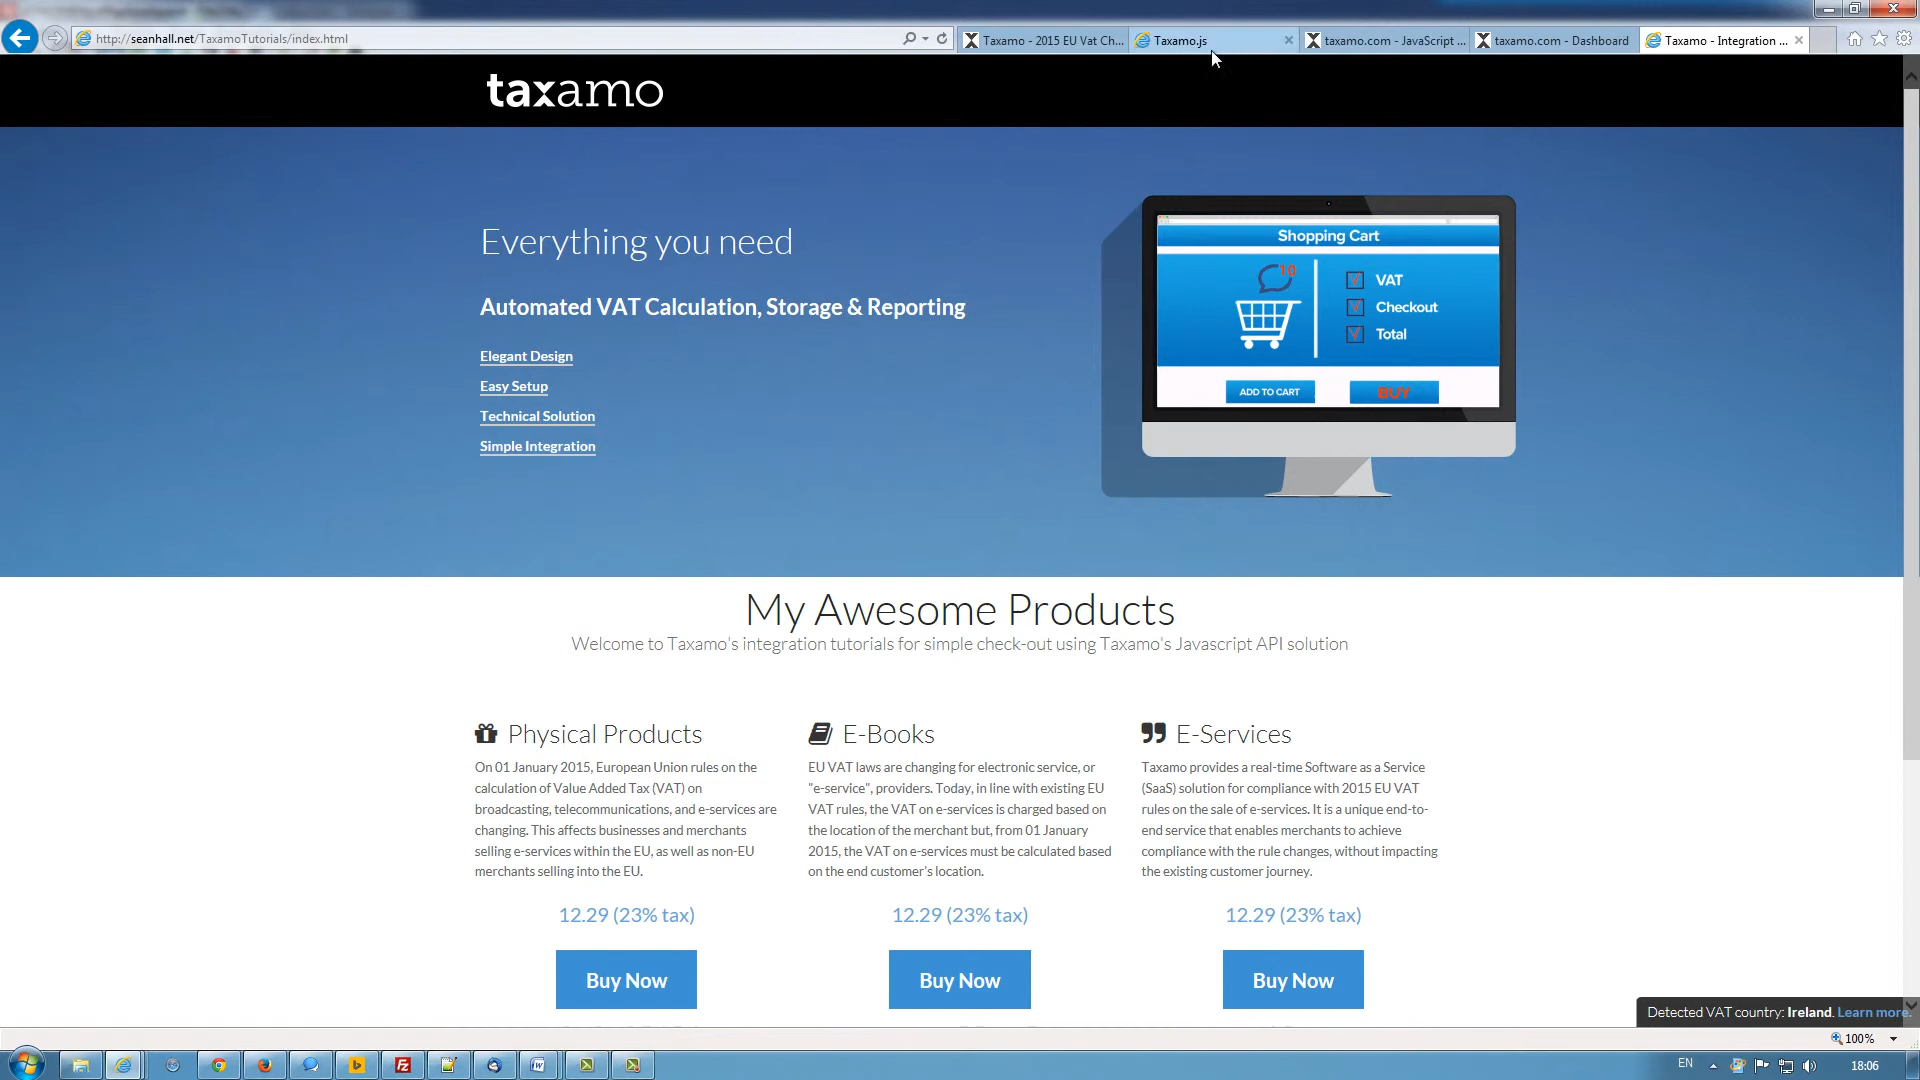 http://seanhall.net/TaxamoTutorials/index.html
Taxamo - 2015 EU Vat Ch...
Taxamo.js
taxamo.com - JavaScript ...
taxamo.com - Dashboard
Taxamo - Integration ...
taxamo
Everything you need
Automated VAT Calculation, Storage & Reporting
Elegant Design
Easy Setup
Technical Solution
Simple Integration
Shopping Cart
10
VAT
Checkout
Total
ADD TO CART
BUY
My Awesome Products
Welcome to Taxamo's integration tutorials for simple check-out using Taxamo's Javascript API solution
Physical Products
On 01 January 2015, European Union rules on the
calculation of Value Added Tax (VAT) on
broadcasting, telecommunications, and e-services are
changing. This affects businesses and merchants
selling e-services within the EU, as well as non-EU
merchants selling into the EU.
12.29 (23% tax)
Buy Now
E-Books
EU VAT laws are changing for electronic service, or
"e-service", providers. Today, in line with existing EU
VAT rules, the VAT on e-services is charged based on
the location of the merchant but, from 01 January
2015, the VAT on e-services must be calculated based
on the end customer's location.
12.29 (23% tax)
Buy Now
E-Services
Taxamo provides a real-time Software as a Service
(SaaS) solution for compliance with 2015 EU VAT
rules on the sale of e-services. It is a unique end-to-
end service that enables merchants to achieve
compliance with the rule changes, without impacting
the existing customer journey.
12.29 (23% tax)
Buy Now
Detected VAT country: Ireland. Learn more.
100%
EN
18:06